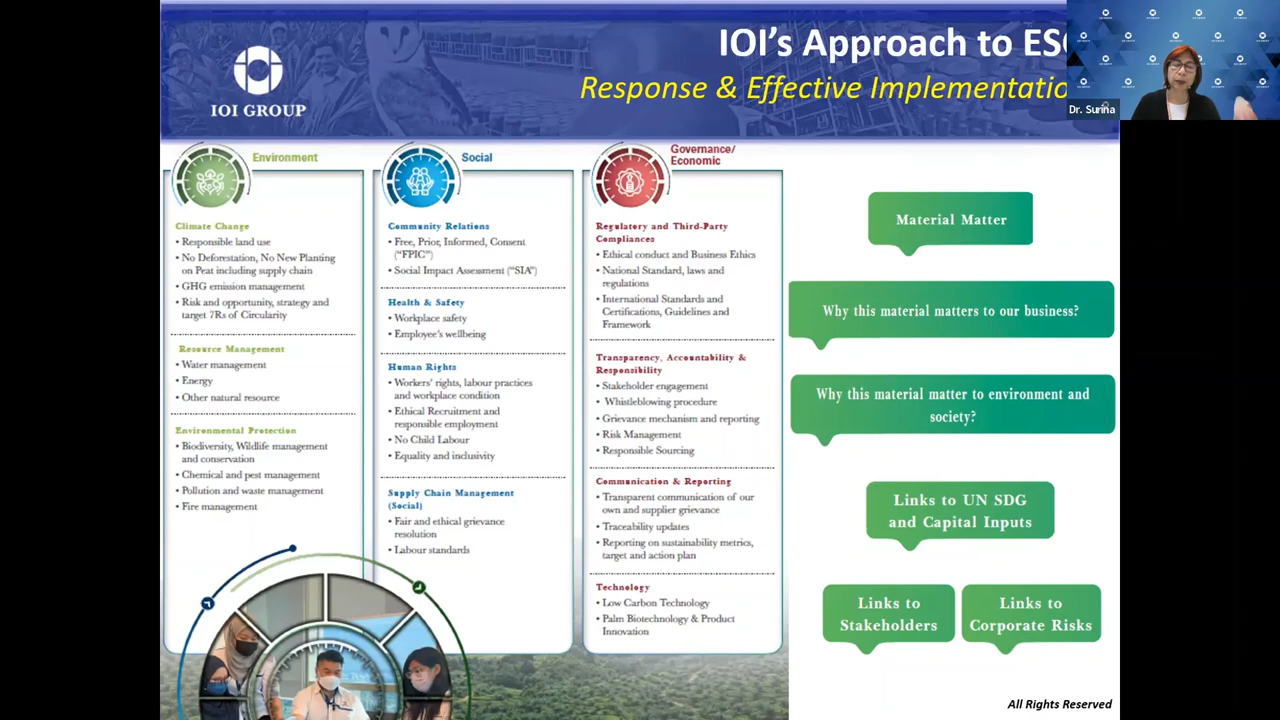 IOI's Approach to ES
Response & Effective Implementatio
IOI GROUP
Dr. Surina
Environment
Climate Change
• Responsible land use
• No Deforestation, No New Planting
on Peat including supply chain
• GHG emission management
• Risk and opportunity, strategy and
target 7Rs of Circularity
Resource Management
• Water management
• Energy
• Other natural resource
Environmental Protection
• Biodiversity, Wildlife management
and conservation
• Chemical and pest management
• Pollution and waste management
• Fire management
Social
Community Relations
• Free, Prior, Informed, Consent
("FPIC")
• Social Impact Assessment ("SIA")
Health & Safety
• Workplace safety
• Employee's wellbeing
Human Rights
• Workers' rights, labour practices
and workplace condition
• Ethical Recruitment and
responsible employment
• No Child Labour
• Equality and inclusivity
Supply Chain Management
(Social)
• Fair and ethical grievance
resolution
• Labour standards
Governance/
Economic
Regulatory and Third-Party
Compliances
• Ethical conduct and Business Ethics
• National Standard, laws and
regulations
• International Standards and
Certifications, Guidelines and
Framework
Transparency, Accountability &
Responsibility
• Stakeholder engagement
• Whistleblowing procedure
• Grievance mechanism and reporting
• Risk Management
• Responsible Sourcing
Communication & Reporting
• Transparent communication of our
own and supplier grievance
• Traceability updates
• Reporting on sustainability metrics,
target and action plan
Technology
• Low Carbon Technology
• Palm Biotechnology & Product
Innovation
Material Matter
Why this material matters to our business?
Why this material matter to environment and
society?
Links to UN SDG
and Capital Inputs
Links to
Stakeholders
Links to
Corporate Risks
All Rights Reserved